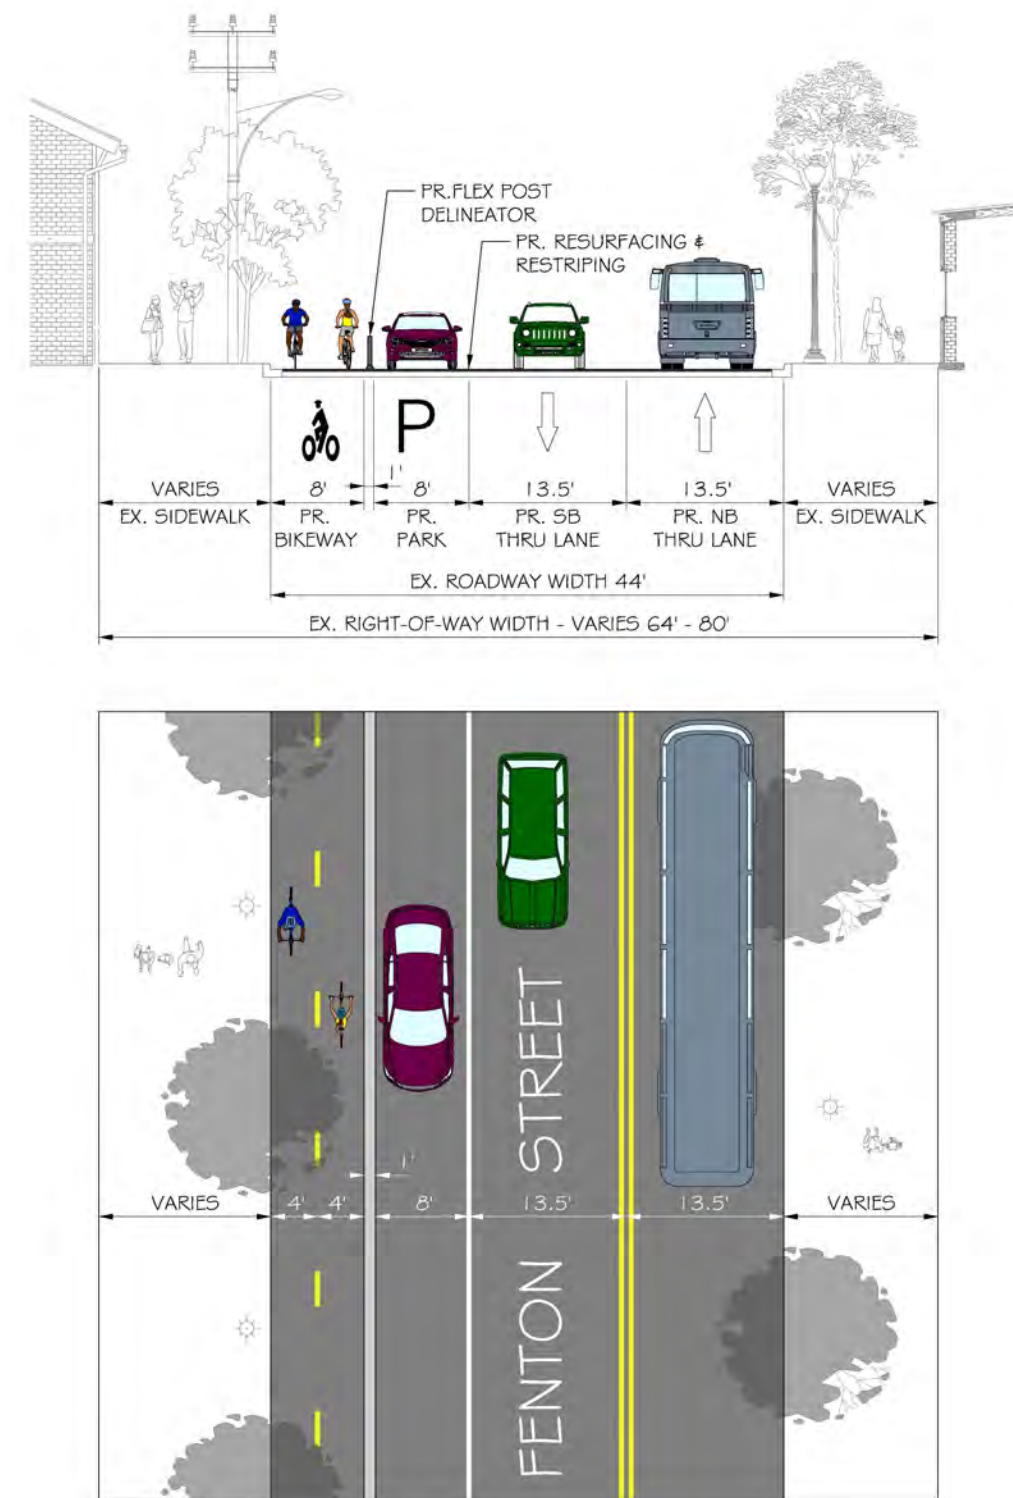 PR.FLEX POST
DELINEATOR
PR. RESURFACING &
RESTRIPING
P
1'
VARIES 8' 8' 13.5' 13.5' VARIES
EX. SIDEWALK PR. PR. PR. SB PR. NB EX. SIDEWALK
BIKEWAY PARK THRU LANE THRU LANE
EX. ROADWAY WIDTH 44'
EX. RIGHT-OF-WAY WIDTH - VARIES 64' - 80'
1'
VARIES 4' 4' 8' 13.5' 13.5' VARIES
FENTON STREET